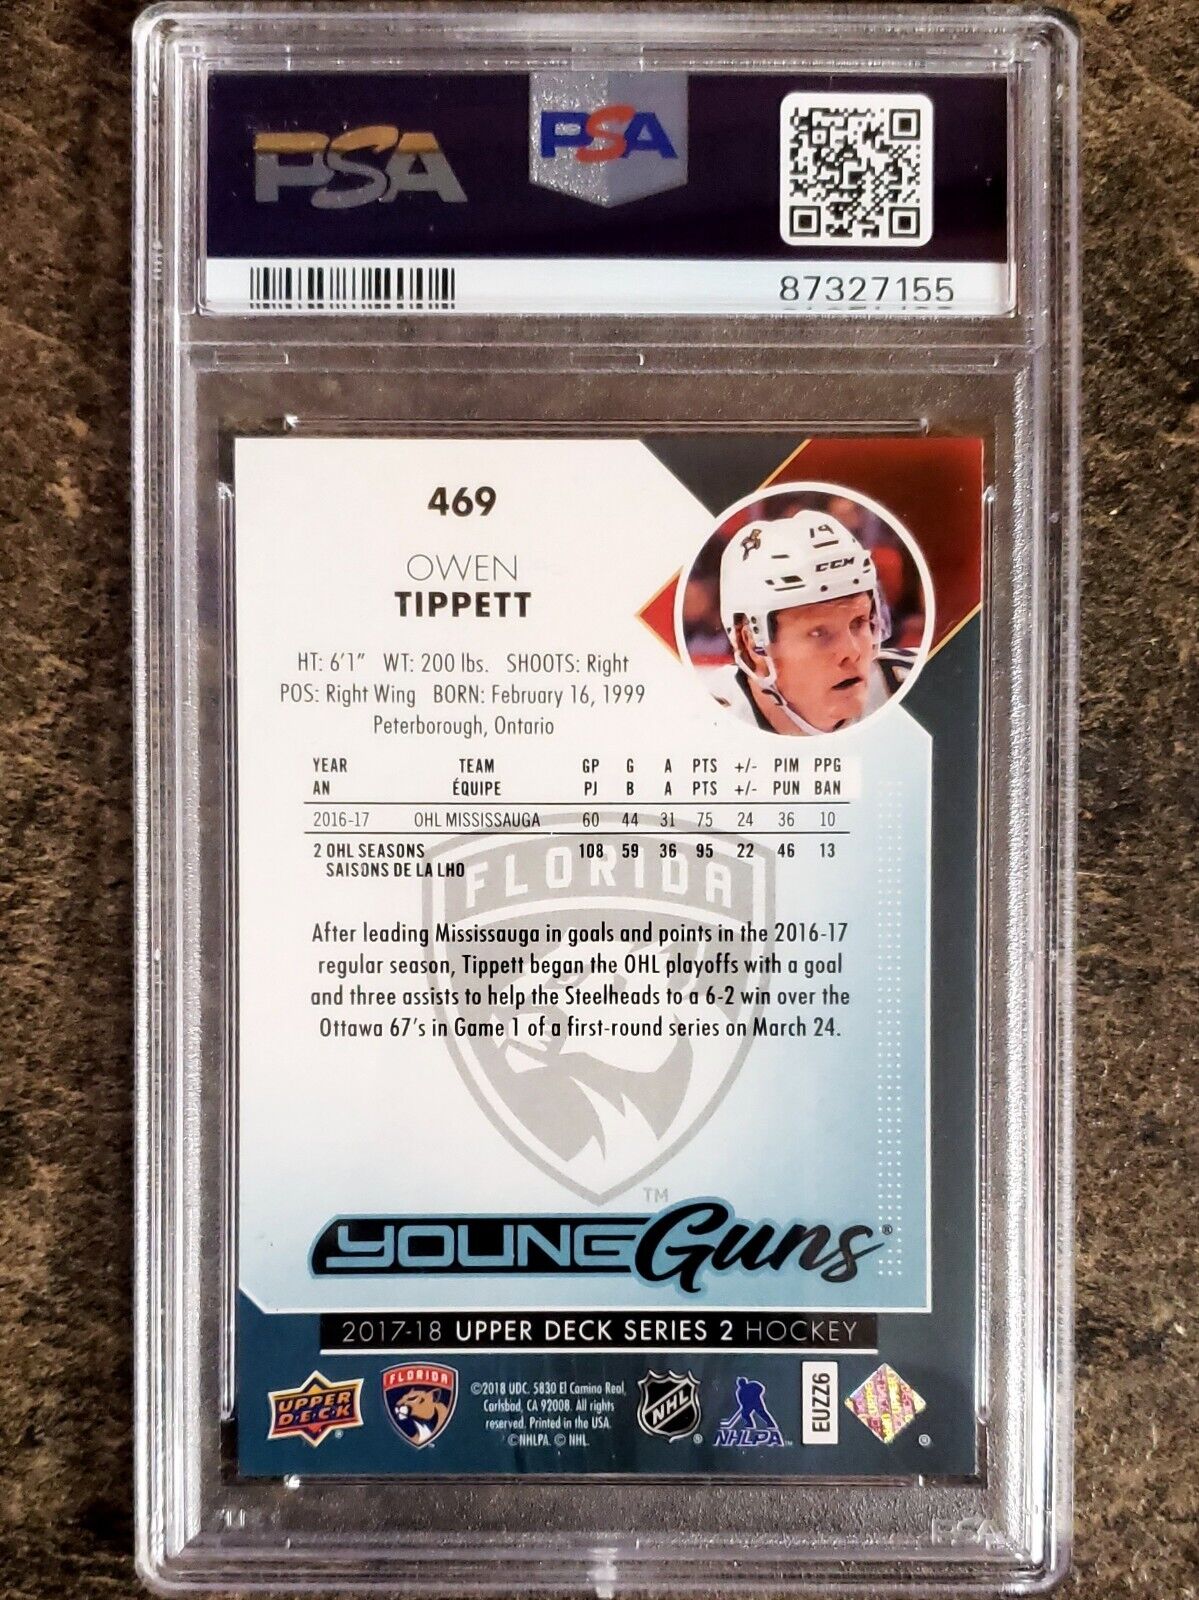 PSA
PSA
87327155
469
OWEN
TIPPETT
14
CCM
HT: 6'1" WT: 200 lbs. SHOOTS: Right
POS: Right Wing BORN: February 16, 1999
Peterborough, Ontario
YEAR TEAM GP G A PTS +/- PIM PPG
AN ÉQUIPE PJ B A PTS +/- PUN BAN
2016-17 OHL MISSISSAUGA 60 44 31 75 24 36 10
2 OHL SEASONS 108 59 36 95 22 46 13
SAISONS DE LA LHO
FLORIDA
After leading Mississauga in goals and points in the 2016-17
regular season, Tippett began the OHL playoffs with a goal
and three assists to help the Steelheads to a 6-2 win over the
Ottawa 67's in Game 1 of a first-round series on March 24.
TM
YOUNG Guns®
2017-18 UPPER DECK SERIES 2 HOCKEY
UPPER
DECK
®
FLORIDA
©2018 UDC. 5830 El Camino Real,
Carlsbad, CA 92008. All rights
reserved. Printed in the USA.
©NHLPA. © NHL.
NHL
®
NHLPA
EUZZ6
®
PSA